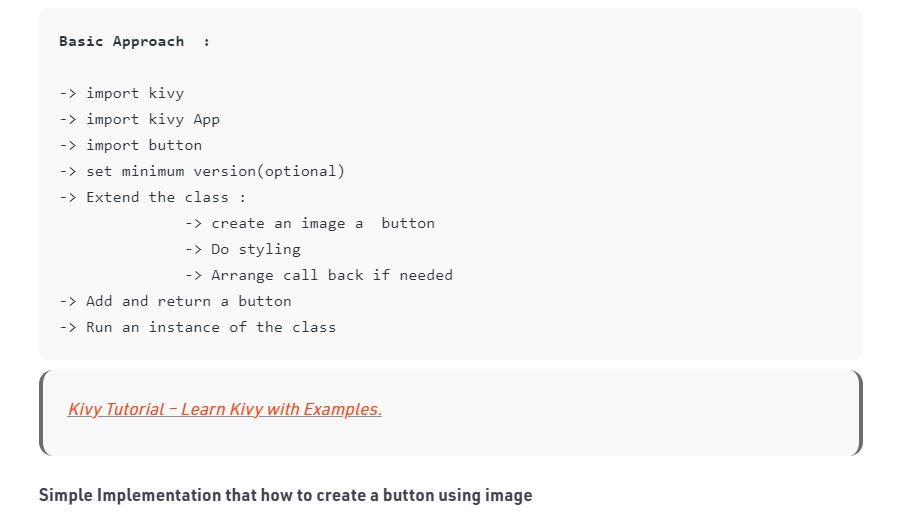 Basic Approach  :
-> import kivy
-> import kivy App
-> import button
-> set minimum version(optional)
-> Extend the class :
-> create an image a  button
-> Do styling
-> Arrange call back if needed
-> Add and return a button
-> Run an instance of the class
Kivy Tutorial – Learn Kivy with Examples.
Simple Implementation that how to create a button using image